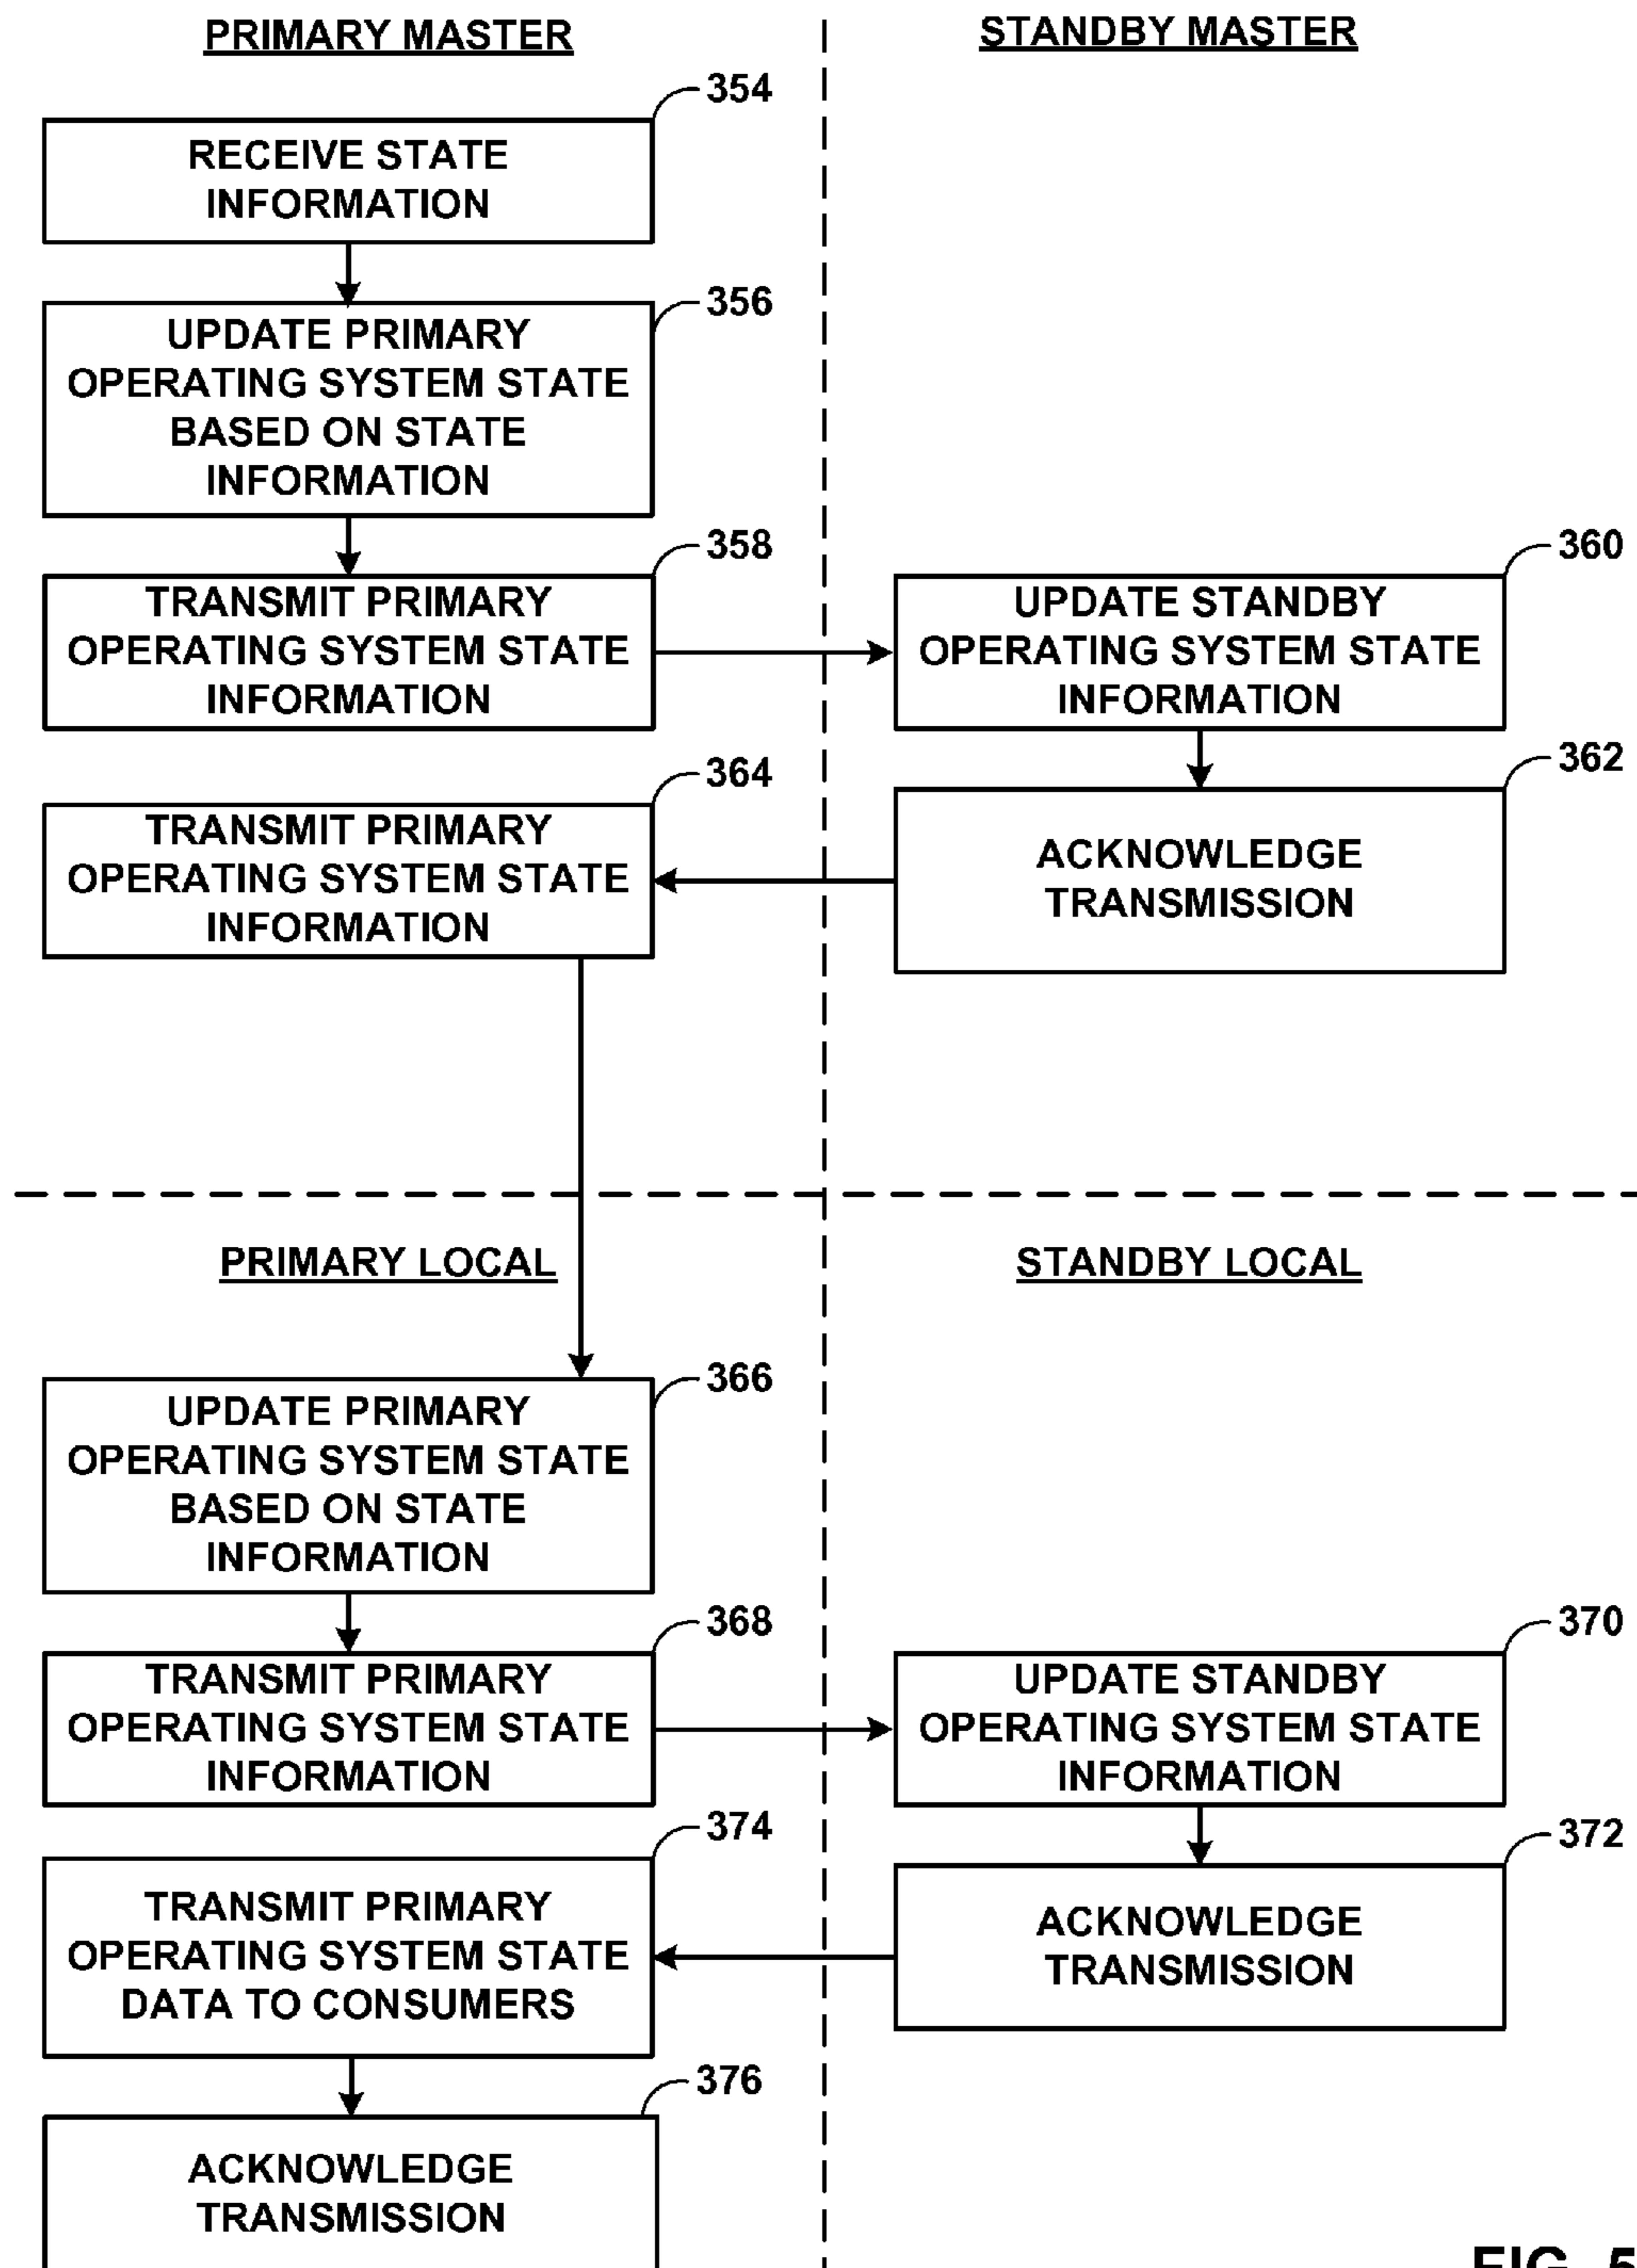 PRIMARY MASTER
STANDBY MASTER
354
RECEIVE STATE
INFORMATION
356
UPDATE PRIMARY
OPERATING SYSTEM STATE
BASED ON STATE
INFORMATION
358
TRANSMIT PRIMARY
OPERATING SYSTEM STATE
INFORMATION
360
UPDATE STANDBY
OPERATING SYSTEM STATE
INFORMATION
362
ACKNOWLEDGE
TRANSMISSION
364
TRANSMIT PRIMARY
OPERATING SYSTEM STATE
INFORMATION
PRIMARY LOCAL
STANDBY LOCAL
366
UPDATE PRIMARY
OPERATING SYSTEM STATE
BASED ON STATE
INFORMATION
368
TRANSMIT PRIMARY
OPERATING SYSTEM STATE
INFORMATION
370
UPDATE STANDBY
OPERATING SYSTEM STATE
INFORMATION
372
ACKNOWLEDGE
TRANSMISSION
374
TRANSMIT PRIMARY
OPERATING SYSTEM STATE
DATA TO CONSUMERS
376
ACKNOWLEDGE
TRANSMISSION
FIG. 5